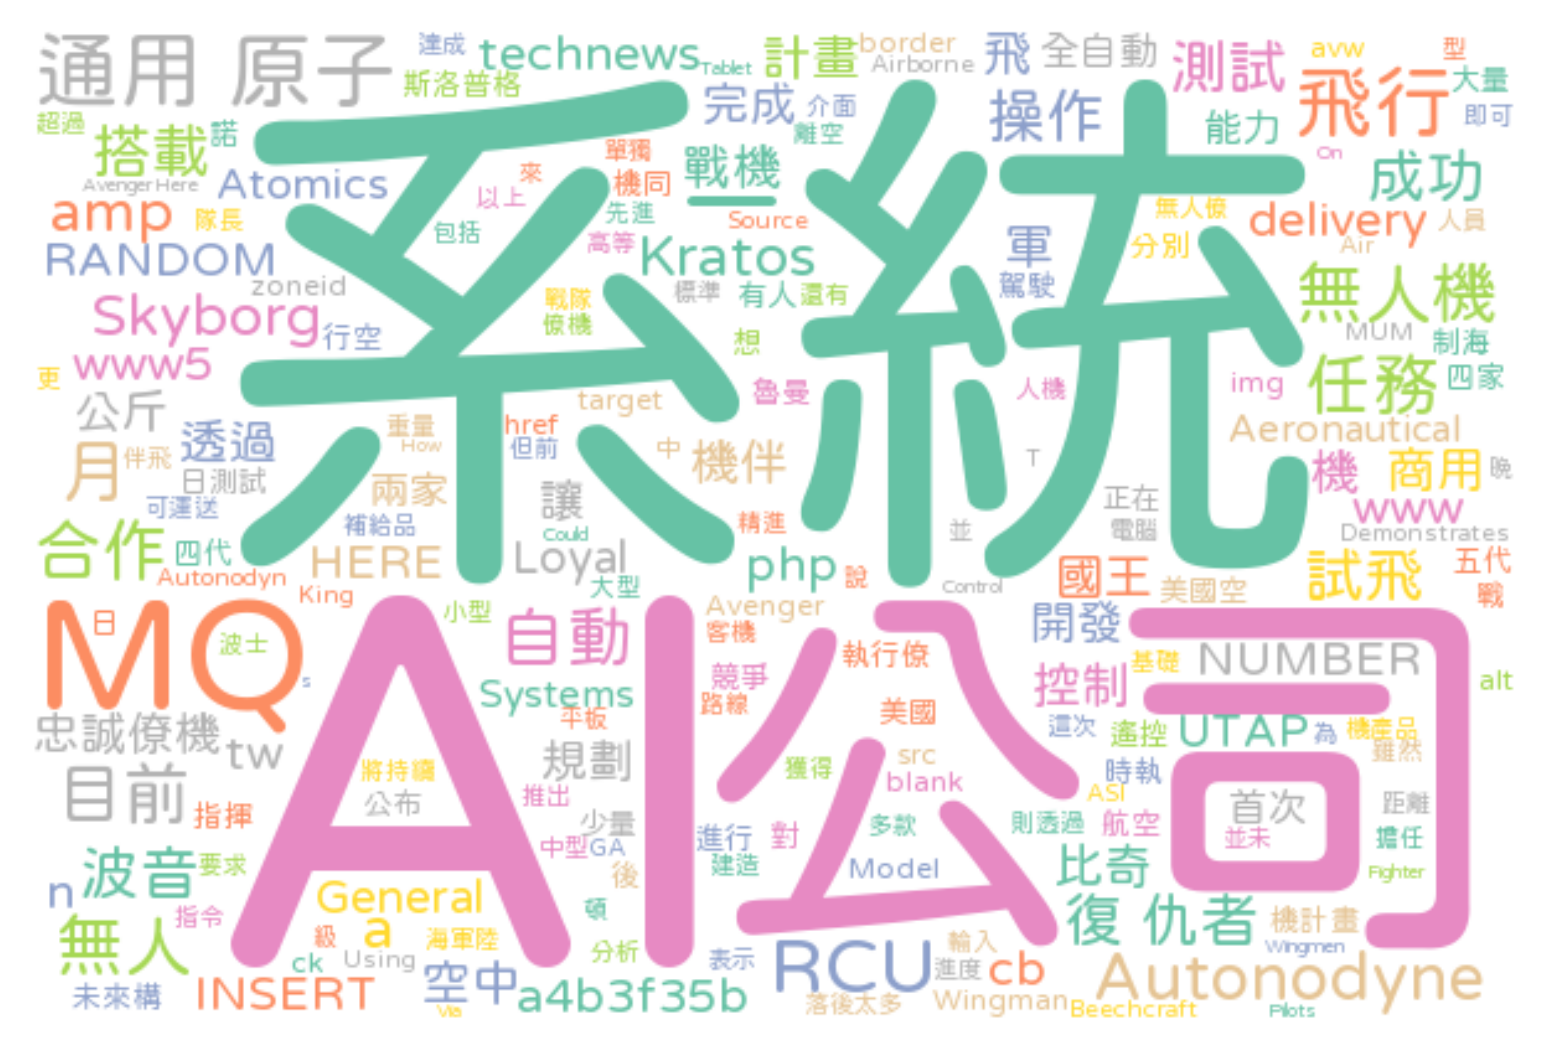 通用 原子
達成
technews
Tablet
計畫
border
Airborne
飛
全自動
測試
avw
型
飛行
大量
即可
斯洛普格
完成
介面
離空
操作
能力
超過
搭載
諾
Avenger Here
Atomics
來
以上
單獨
機同
戰機
一
On
成功
amp
隊長
包括
先進
高等
Source
無人僚
分別
delivery
人員
Air
RANDOM
zoneid
Kratos
軍
駕駛
標準
有人
還有
無人機
Skyborg
行空
戰隊
僚機
想
MUM
制海
www5
更
公斤
系統
target
魯曼
人機
img
任務
四家
透過
重量
How
href
但前
中
機伴
T
Aeronautical
月
伴飛
日測試
兩家
讓
機
商用
晚
可運送
補給品
精進
並
正在
電腦
www
Demonstrates
合作
四代
HERE
Could
Loyal
php
說
Control
國王
美國空
試飛
五代
戰
Autonodyn
King
大型
MQ
日
波士
s
小型
自動
Avenger
客機
執行僚
開發
基礎
NUMBER
alt
Systems
平板
競爭
路線
美國
控制
忠誠僚機
tw
規劃
這次
遙控
UTAP
為
機產品
雖然
目前
指揮
將持續
公布
推出
少量
獲得
src
blank
時執
ASI
首次
並未
距離
擔任
AI公司
中型
GA
進行
對
多款
則透過
航空
波音
要求
後
建造
Model
比奇
Fighter
n
指令
General
a
頓
復 仇者
機計畫
無人
級
海軍陸
分析
表示
RCU
輸入
進度
cb
Wingmen
未來構
INSERT
ck
Using
空中
Via
a4b3f35b
落後太多
Wingman
Autonodyne
Beechcraft
Pilots